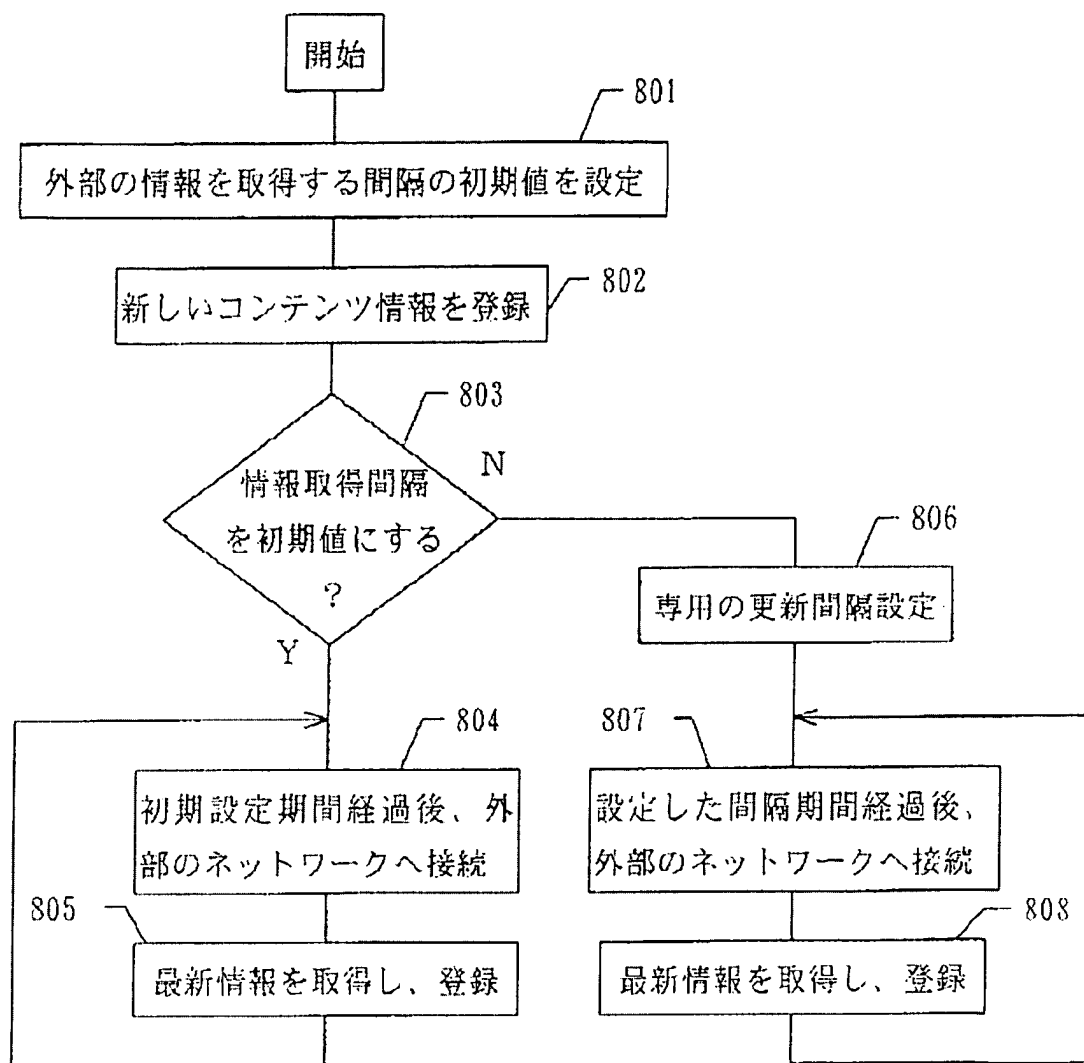 開始
801
外部の情報を取得する間隔の初期値を設定
802
新しいコンテンツ情報を登録
803
情報取得間隔
を初期値にする
?
N
Y
806
専用の更新間隔設定
804
初期設定期間経過後、外
部のネットワークへ接続
807
設定した間隔期間経過後、
外部のネットワークへ接続
805
最新情報を取得し、登録
808
最新情報を取得し、登録